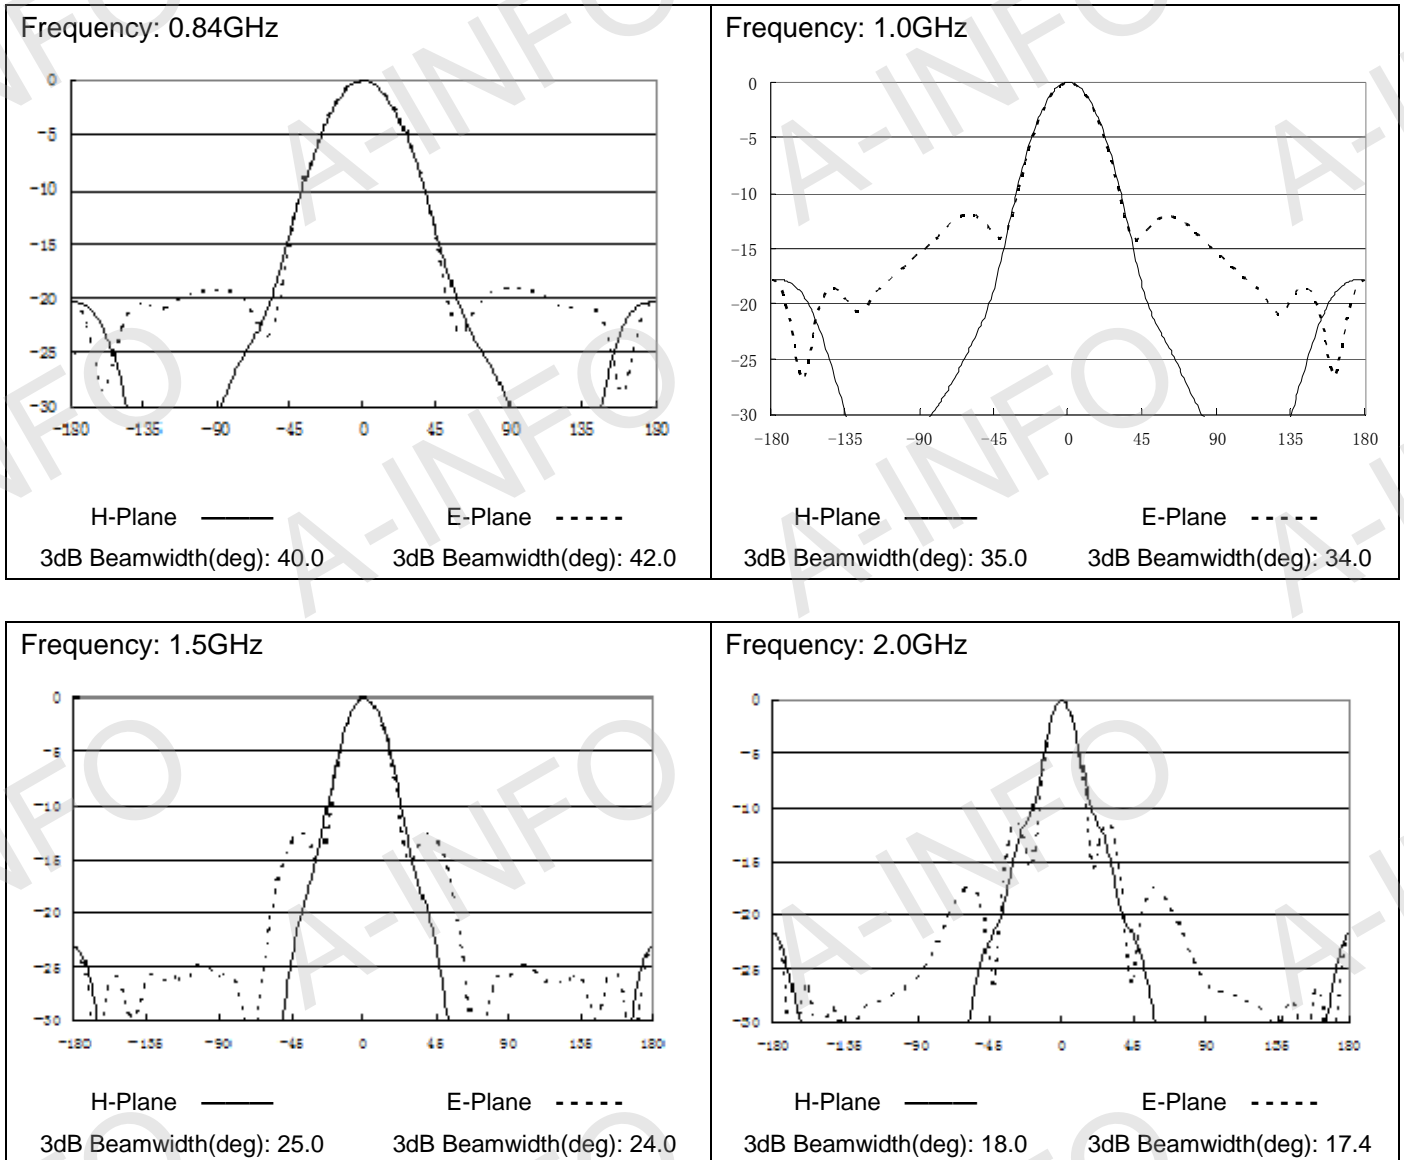 Frequency: 0.84GHz
0
-5
-10
-15
-20
-25
-30
-180 -135 -90 -45 0 45 90 135 180
H-Plane E-Plane
3dB Beamwidth(deg): 40.0 3dB Beamwidth(deg): 42.0
Frequency: 1.0GHz
0
-5
-10
-15
-20
-25
-30
-180 -135 -90 -45 0 45 90 135 180
H-Plane E-Plane
3dB Beamwidth(deg): 35.0 3dB Beamwidth(deg): 34.0
Frequency: 1.5GHz
0
-5
-10
-15
-20
-25
-30
-180 -135 -90 -45 0 45 90 135 180
H-Plane E-Plane
3dB Beamwidth(deg): 25.0 3dB Beamwidth(deg): 24.0
Frequency: 2.0GHz
0
-5
-10
-15
-20
-25
-30
-180 -135 -90 -45 0 45 90 135 180
H-Plane E-Plane
3dB Beamwidth(deg): 18.0 3dB Beamwidth(deg): 17.4
A-INFO
A-INFO
A-INFO
A-INFO